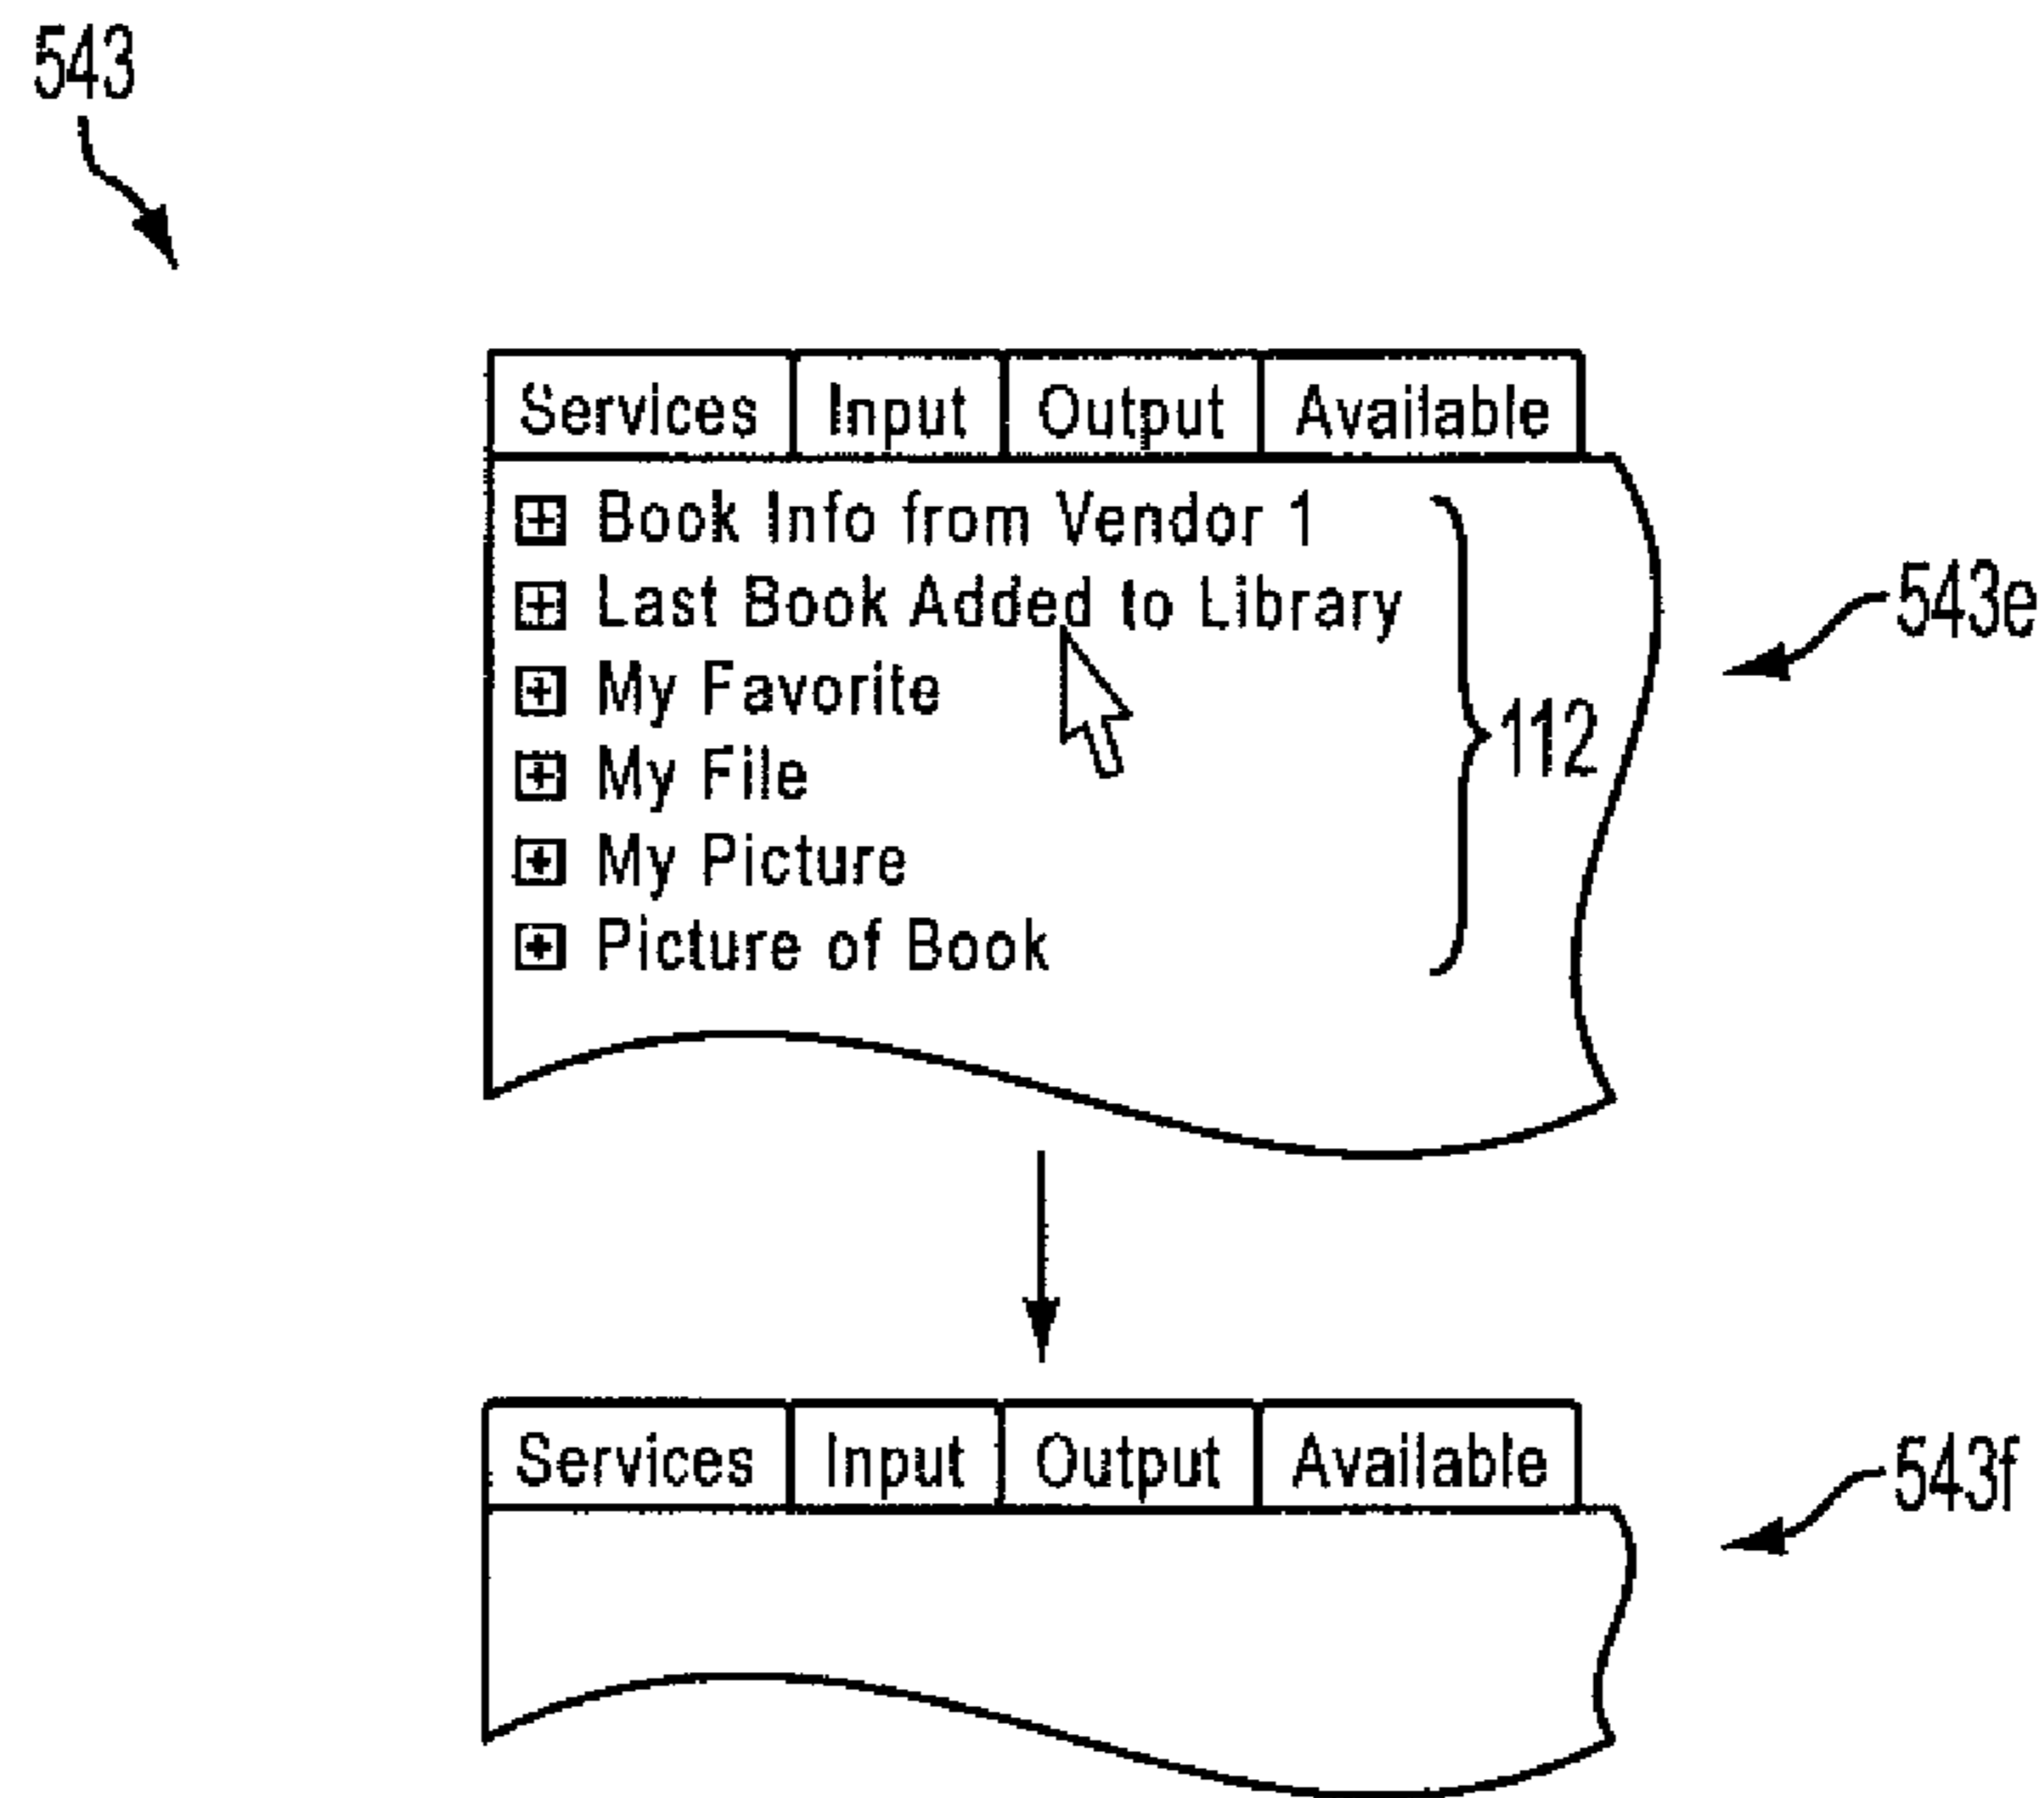 543
Services Input Output Available
Book Info from Vendor 1
Last Book Added to Library
My Favorite
My File
My Picture
Picture of Book
112
543e
Services Input Output Available
543f